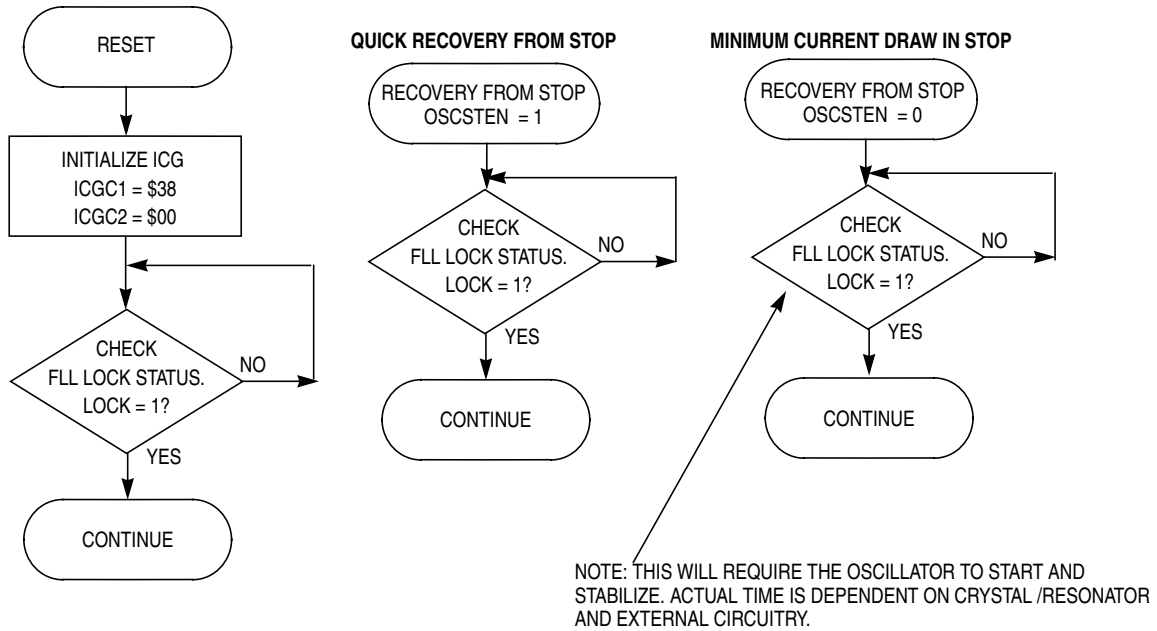 RESET
INITIALIZE ICG
ICGC1 = $38
ICGC2 = $00
CHECK
FLL LOCK STATUS.
LOCK = 1?
NO
YES
CONTINUE
QUICK RECOVERY FROM STOP
RECOVERY FROM STOP
OSCSTEN = 1
CHECK
FLL LOCK STATUS.
LOCK = 1?
NO
YES
CONTINUE
MINIMUM CURRENT DRAW IN STOP
RECOVERY FROM STOP
OSCSTEN = 0
CHECK
FLL LOCK STATUS.
LOCK = 1?
NO
YES
CONTINUE
NOTE: THIS WILL REQUIRE THE OSCILLATOR TO START AND
STABILIZE. ACTUAL TIME IS DEPENDENT ON CRYSTAL /RESONATOR
AND EXTERNAL CIRCUITRY.